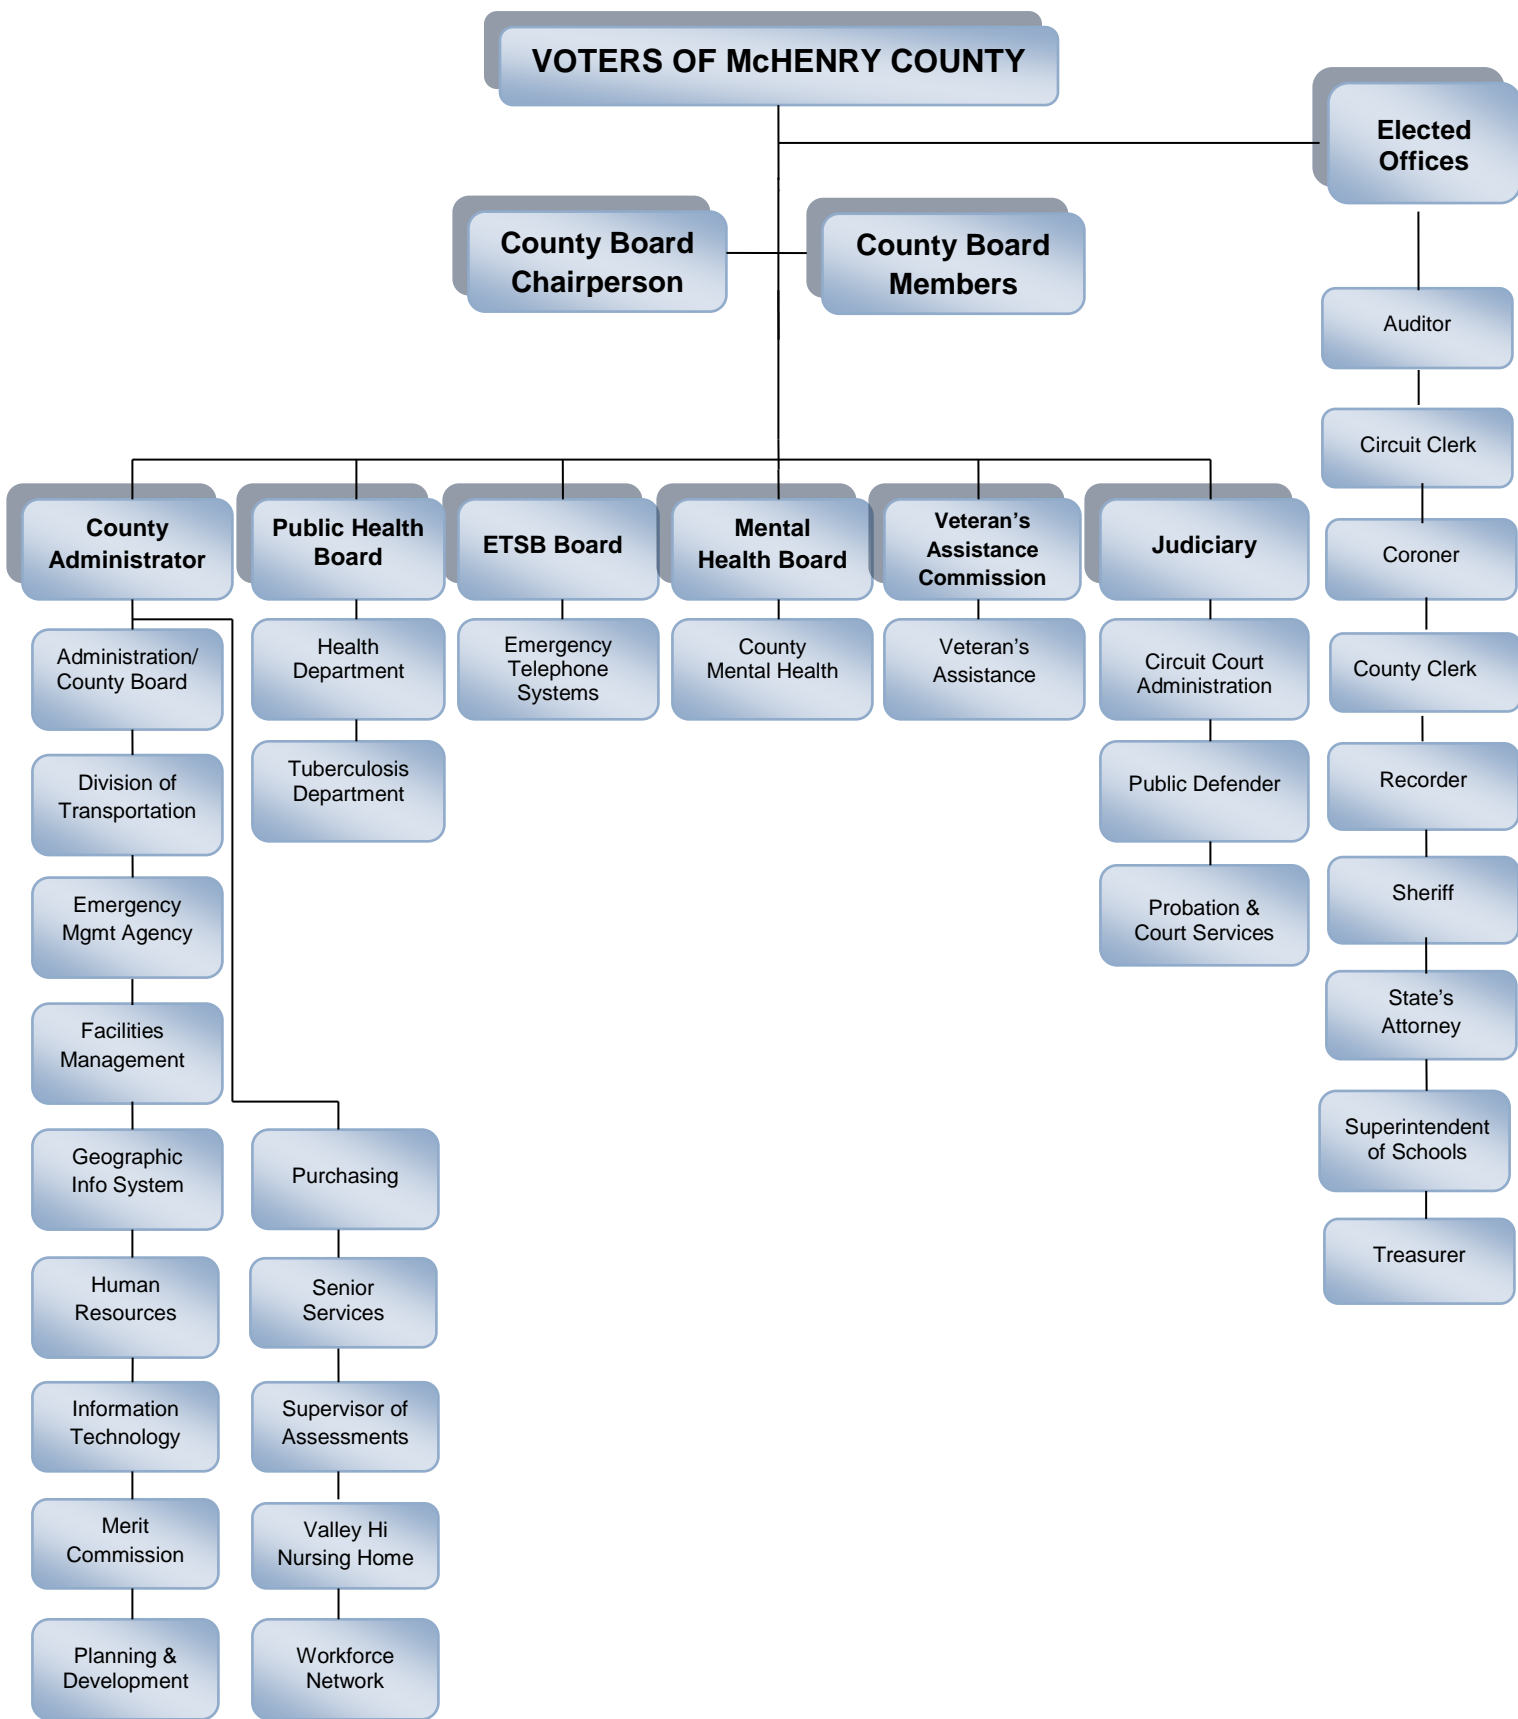 VOTERS OF McHENRY COUNTY
Elected
Offices
County Board
Chairperson
County Board
Members
County
Administrator
Public Health
Board
ETSB Board
Mental
Health Board
Veteran’s
Assistance
Commission
Judiciary
Administration/
County Board
Division of
Transportation
Emergency
Mgmt Agency
Facilities
Management
Geographic
Info System
Human
Resources
Information
Technology
Merit
Commission
Planning &
Development
Purchasing
Senior
Services
Supervisor of
Assessments
Valley Hi
Nursing Home
Workforce
Network
Health
Department
Tuberculosis
Department
Emergency
Telephone
Systems
County
Mental Health
Veteran’s
Assistance
Circuit Court
Administration
Public Defender
Probation &
Court Services
Auditor
Circuit Clerk
Coroner
County Clerk
Recorder
Sheriff
State’s
Attorney
Superintendent
of Schools
Treasurer